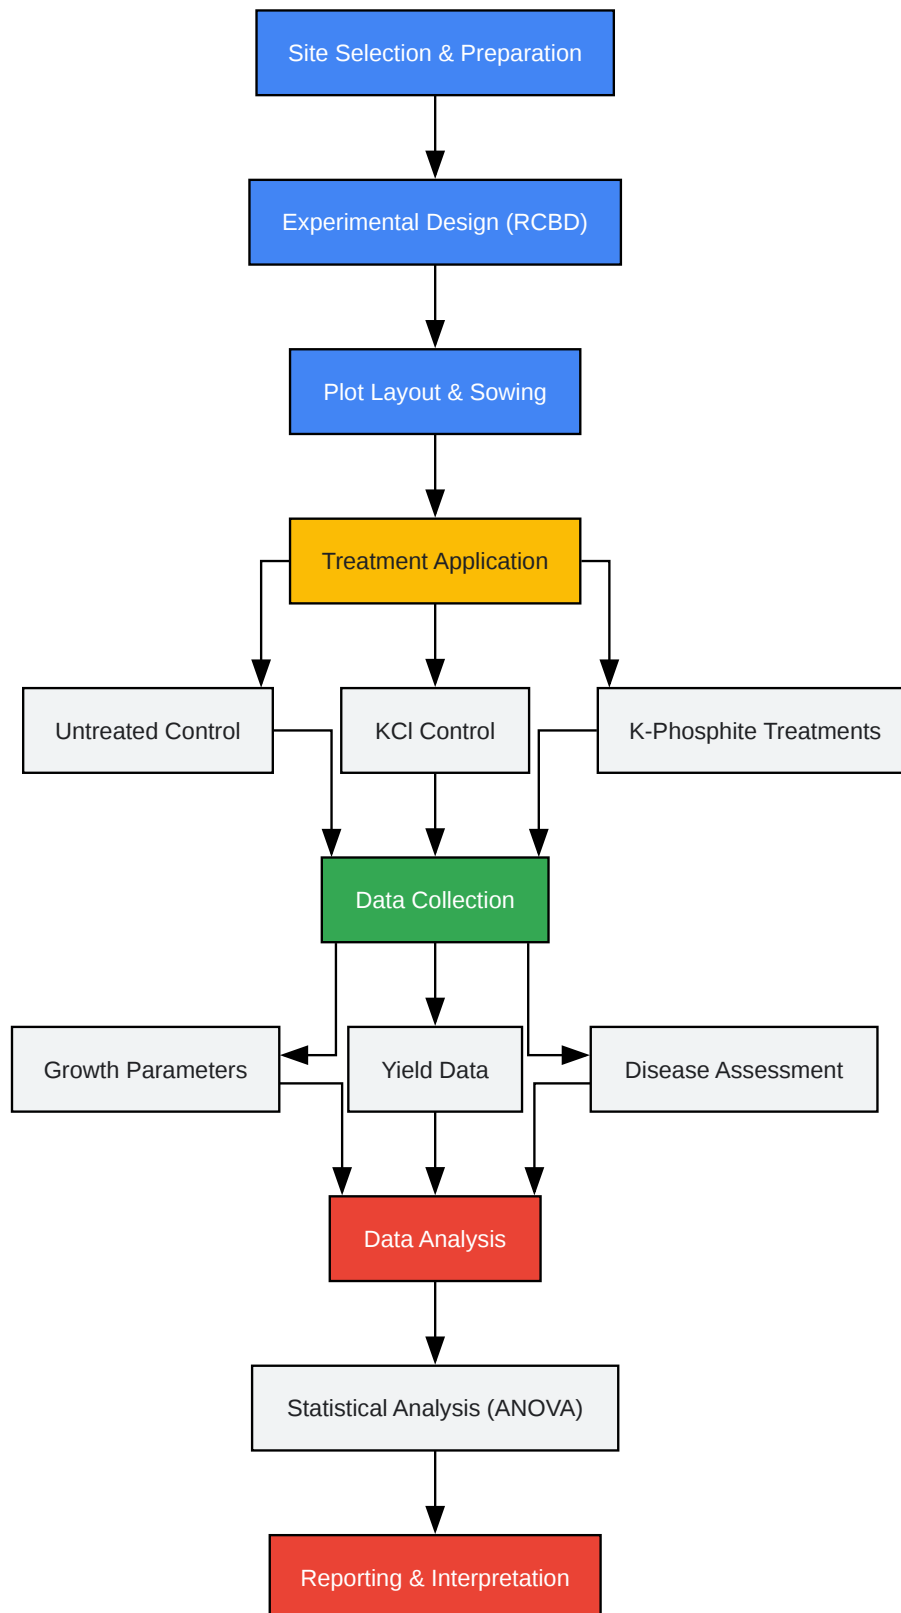 Site Selection & Preparation
Experimental Design (RCBD)
Plot Layout & Sowing
Treatment Application
Untreated Control
KCl Control
K-Phosphite Treatments
Data Collection
Growth Parameters
Yield Data
Disease Assessment
Data Analysis
Statistical Analysis (ANOVA)
Reporting & Interpretation